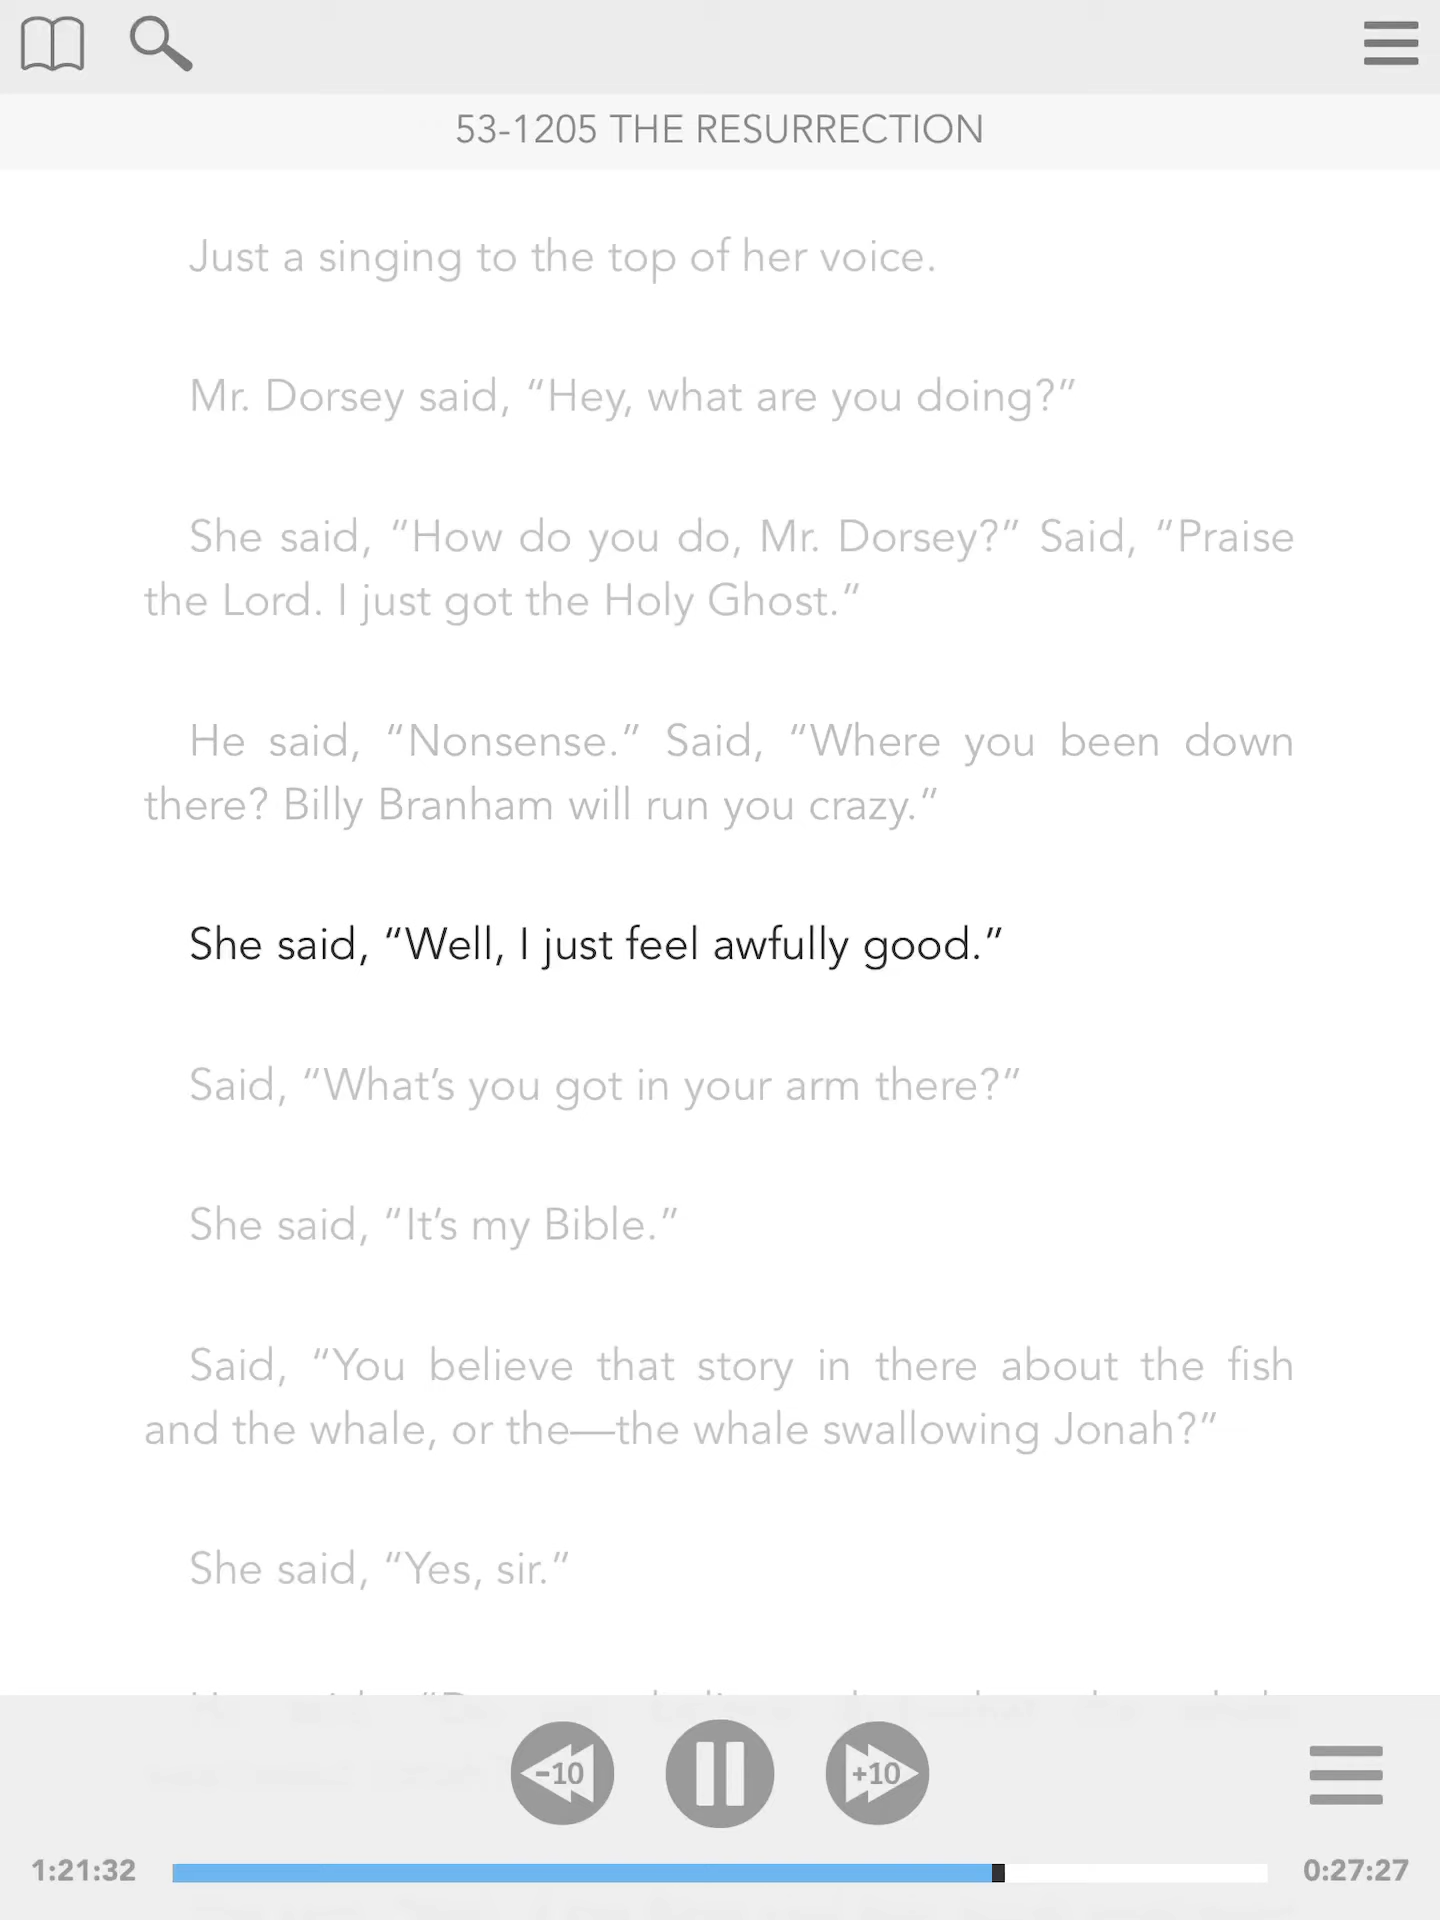 53-1205 THE RESURRECTION
Just a singing to the top of her voice.
Mr. Dorsey said, “Hey, what are you doing?”
She said, “How do you do, Mr. Dorsey?” Said, “Praise
the Lord. I just got the Holy Ghost.”
He said, “Nonsense.” Said, “Where you been down
there? Billy Branham will run you crazy.”
She said, “Well, I just feel awfully good.”
Said, “What’s you got in your arm there?”
She said, “It’s my Bible.”
Said, “You believe that story in there about the fish
and the whale, or the—the whale swallowing Jonah?”
She said, “Yes, sir.”
-10 +10
1:21:32 0:27:27